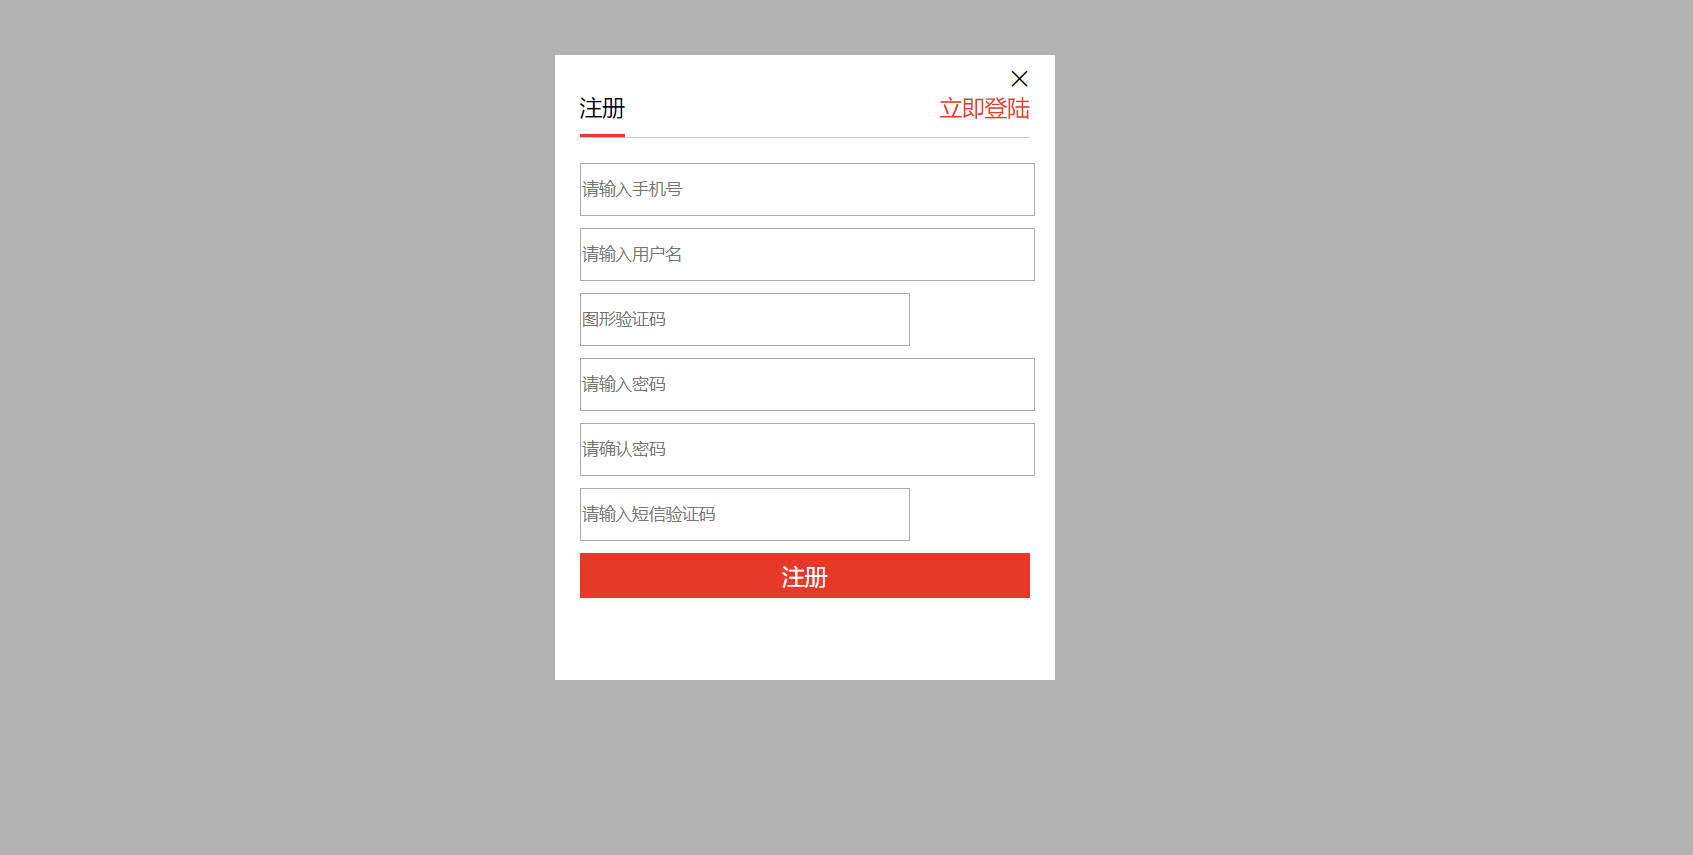 注册
立即登陆
请输入手机号
请输入用户名
图形验证码
请输入密码
请确认密码
请输入短信验证码
注册